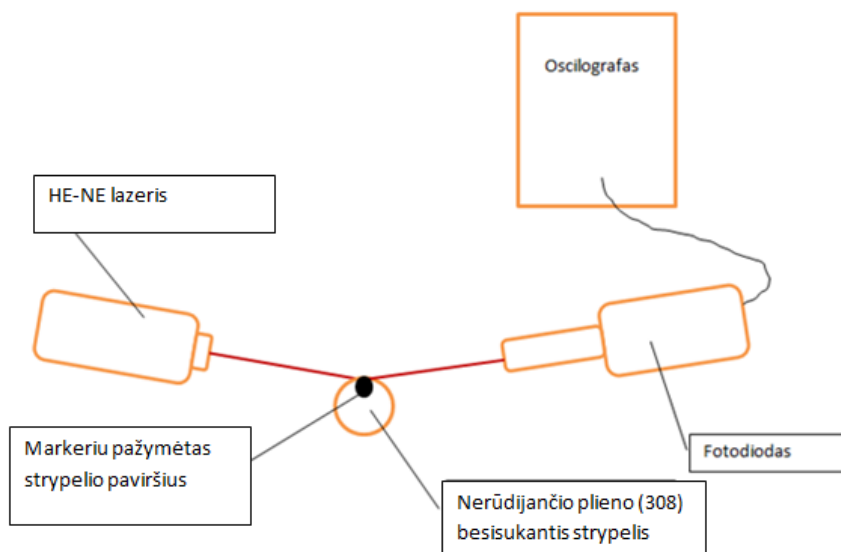 Oscilografas
HE-NE lazeris
Markeriu pažymėtas
strypelio paviršius
Fotodiodas
Nerūdijančio plieno (308)
besisukantis strypelis